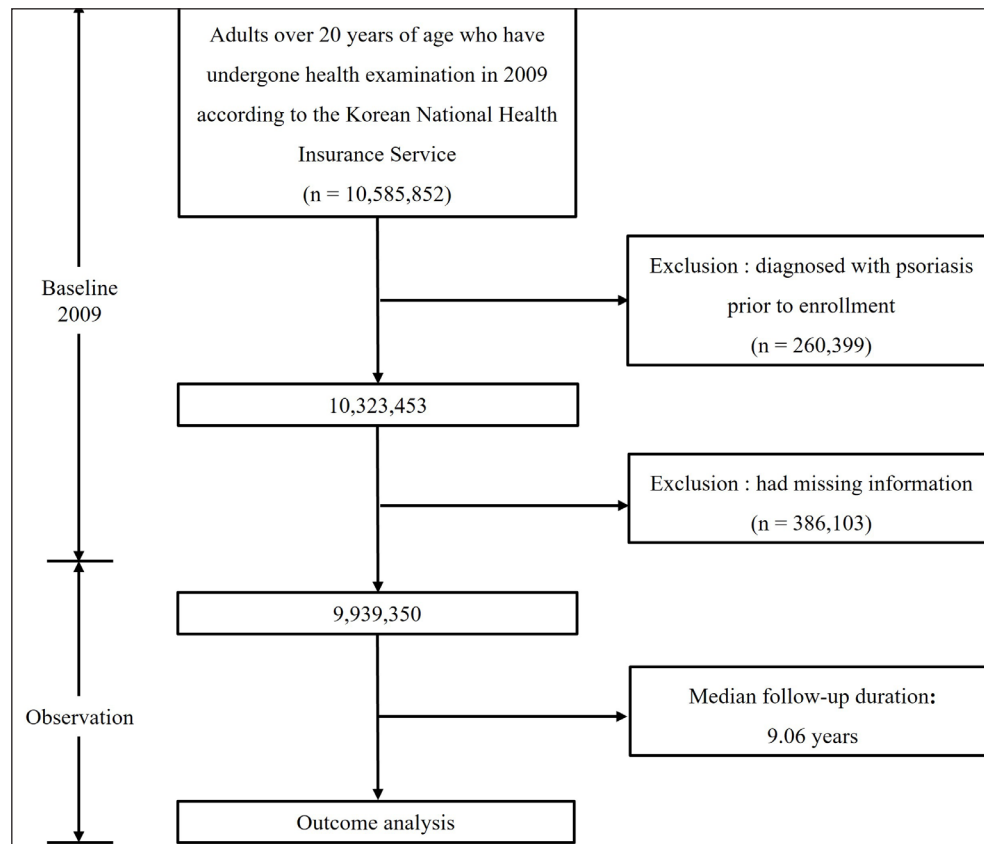 Adults over 20 years of age who have
undergone health examination in 2009
according to the Korean National Health
Insurance Service
(n = 10,585,852)
Exclusion : diagnosed with psoriasis
prior to enrollment
(n = 260,399)
Baseline
2009
10,323,453
Exclusion : had missing information
(n = 386,103)
9,939,350
Median follow-up duration:
9.06 years
Observation
Outcome analysis